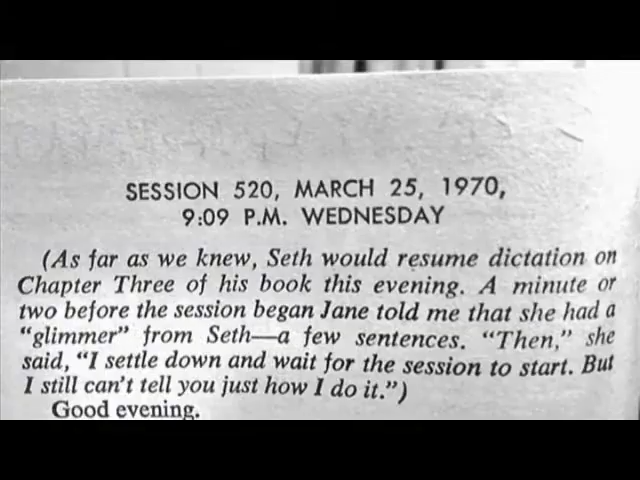 SESSION 520, MARCH 25, 1970,
9:09 P.M. WEDNESDAY
(As far as we knew, Seth would resume dictation on
Chapter Three of his book this evening. A minute or
two before the session began Jane told me that she had a
“glimmer” from Seth—a few sentences. “Then,” she
said, “I settle down and wait for the session to start. But
I still can’t tell you just how I do it.”)
Good evening.